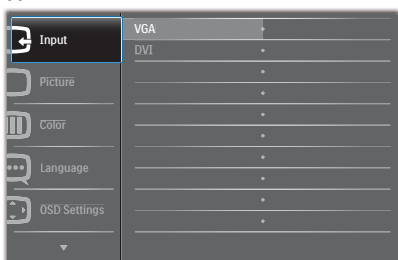 Input
Picture
Color
Language
OSD Settings
VGA
DVI